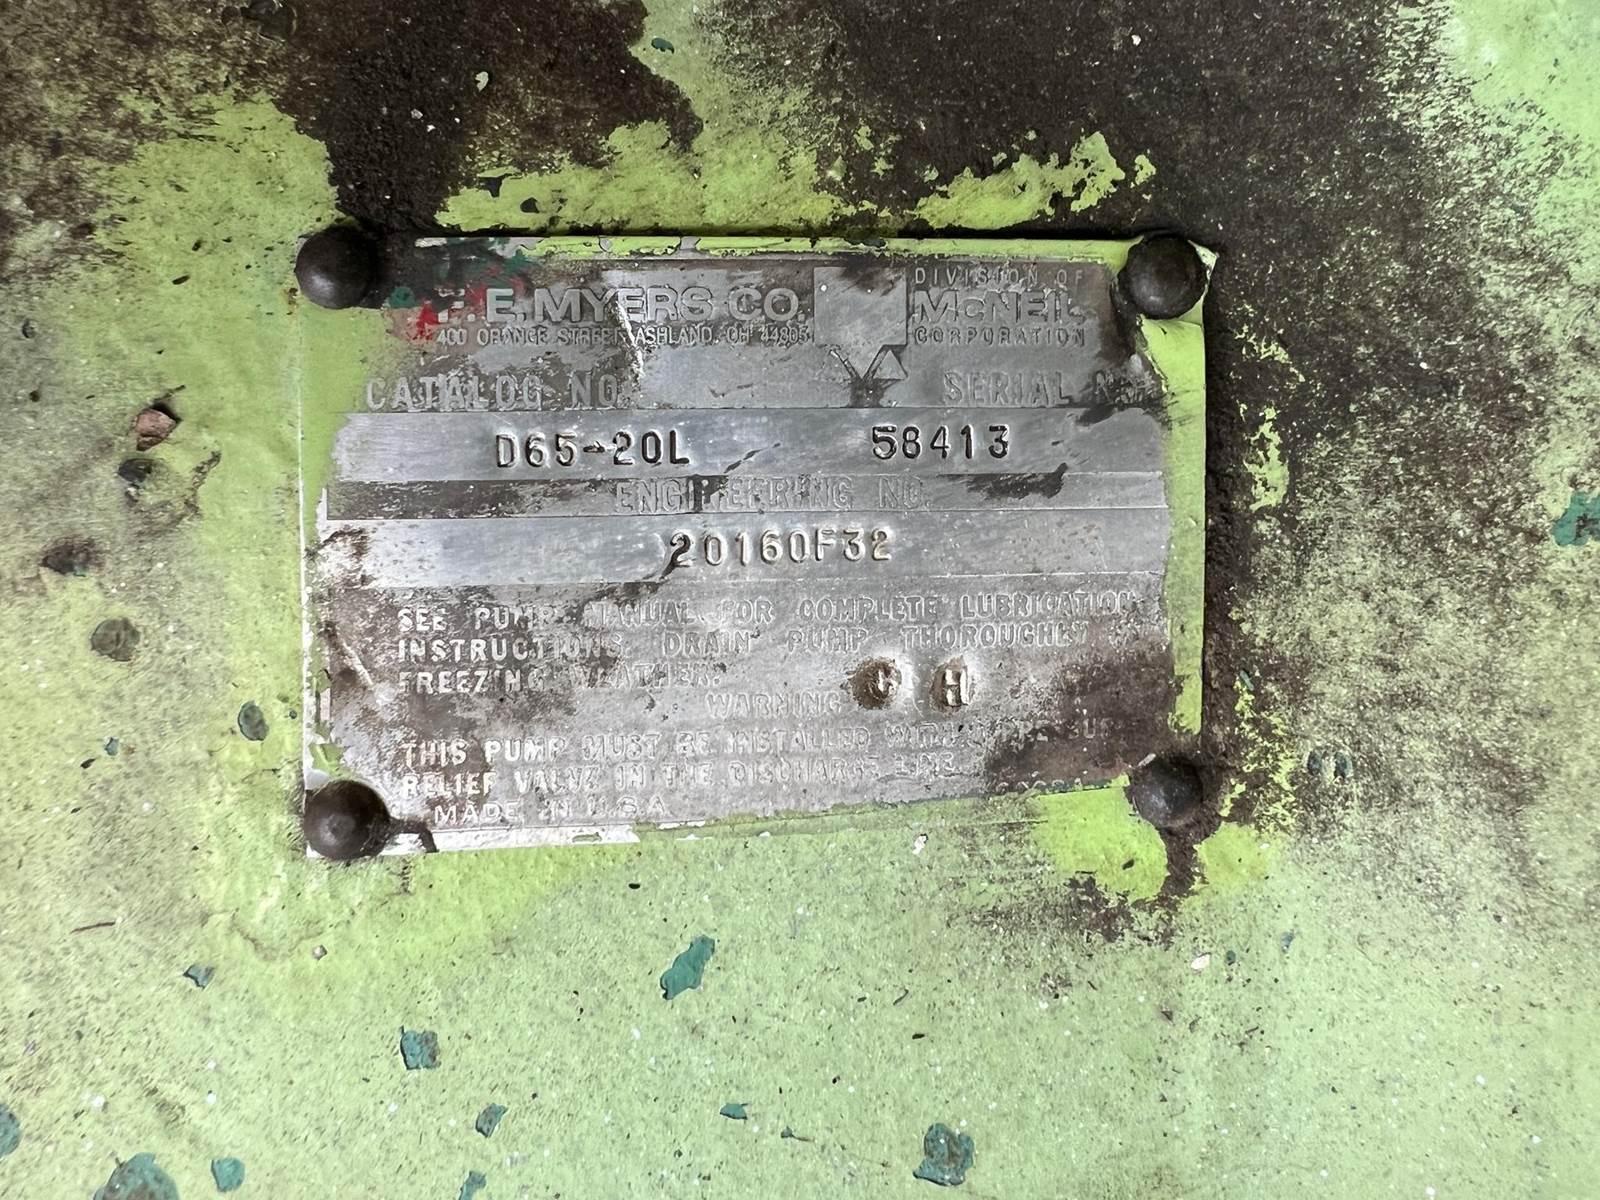 F.E. MYERS CO.
DIVISION OF
McNEIL
CORPORATION
400 ORANGE STREET, ASHLAND, OH 44805
CATALOG NO.
SERIAL NO.
D65-20L
58413
ENGINEERING NO.
20160F32
SEE PUMP MANUAL FOR COMPLETE LUBRICATION
INSTRUCTIONS. DRAIN PUMP THOROUGHLY
FREEZING WEATHER.
WARNING
H
THIS PUMP MUST BE INSTALLED WITH
RELIEF VALVE IN THE DISCHARGE LINE.
MADE IN U.S.A.